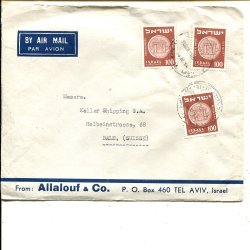 BY AIR MAIL
PAR AVION
ישראל
ISRAEL
100
ישראל
ISRAEL
100
ישראל
ISRAEL
100
Messrs.
Keller Shipping S.A.
Holbeinstrasse, 68
BALE, (SUISSE)
From: Allalouf & Co. P. O. Box 460 TEL AVIV, Israel